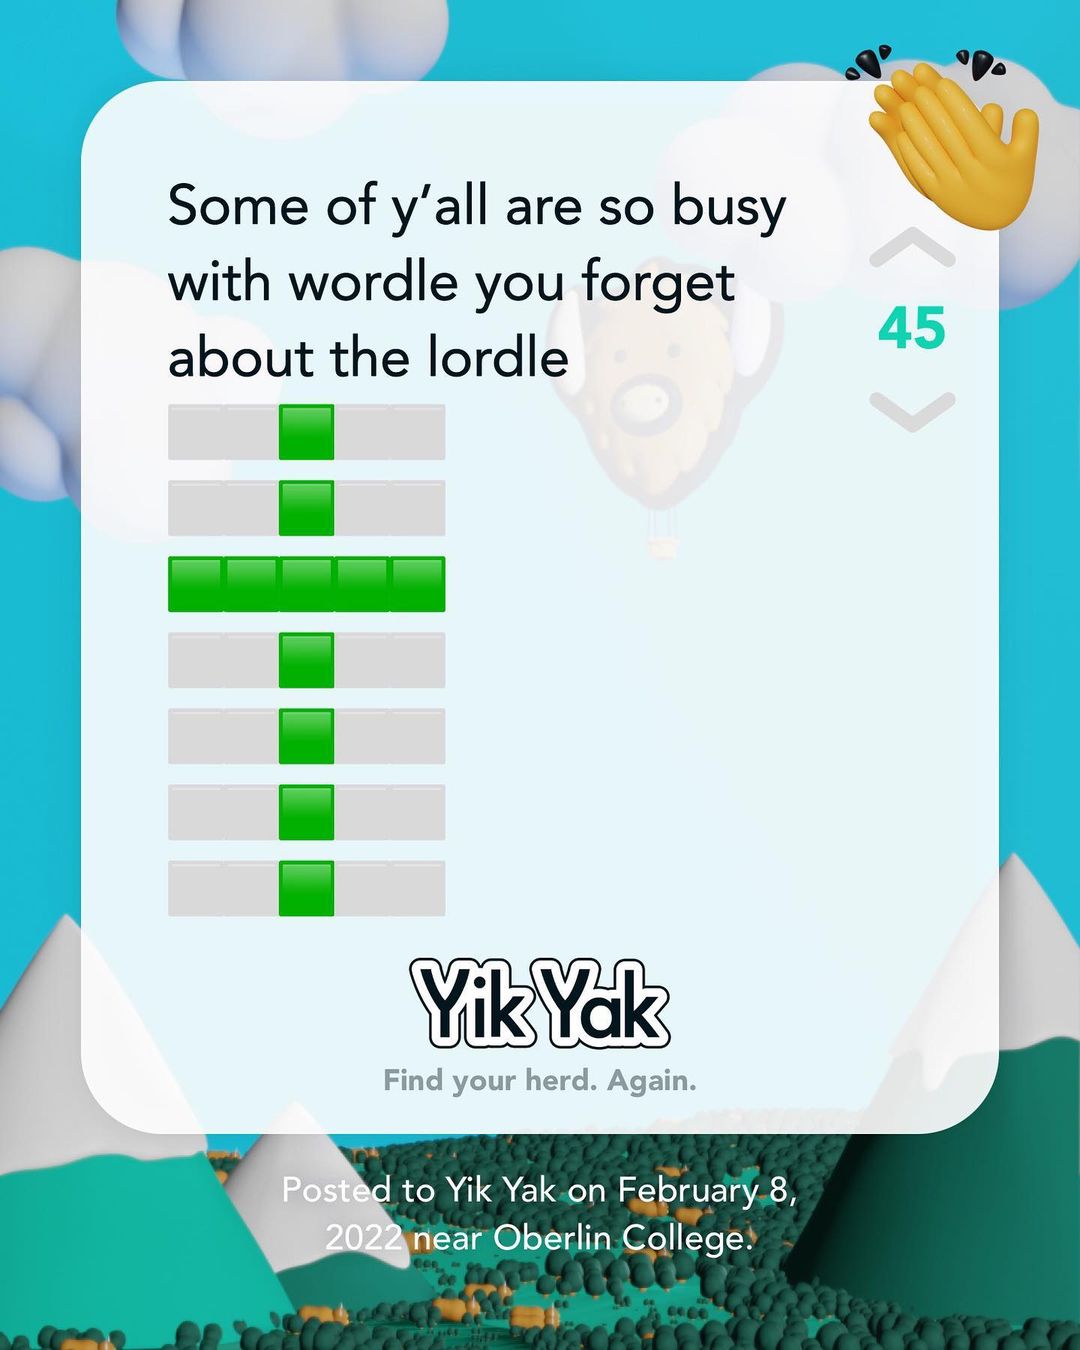 Some of y’all are so busy
with wordle you forget
about the lordle
45
Yik Yak
Find your herd. Again.
Posted to Yik Yak on February 8,
2022 near Oberlin College.